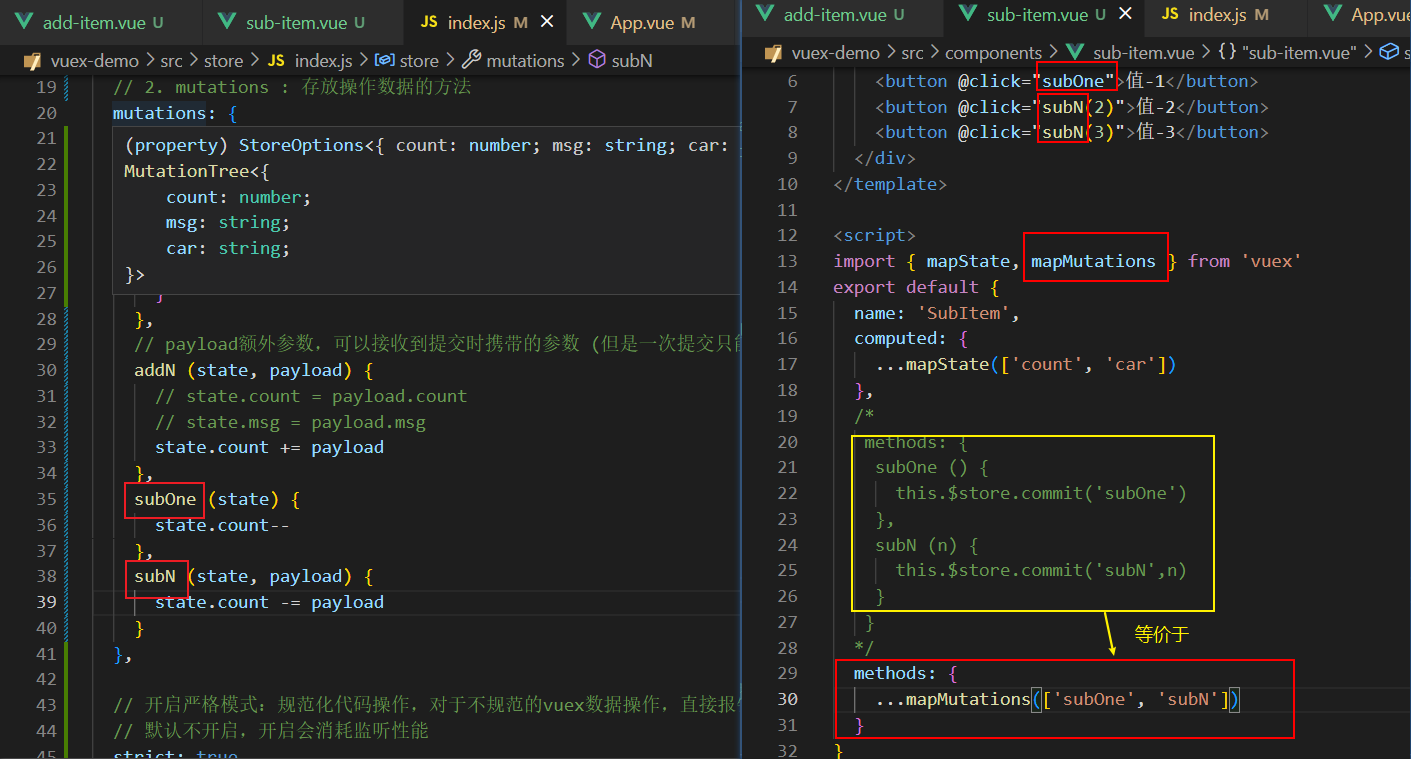 add-item.vue U
sub-item.vue U
JS index.js M ×
App.vue M
vuex-demo > src > store > JS index.js > store > mutations > subN
19 // 2. mutations : 存放操作数据的方法
20 mutations: {
21
(property) StoreOptions<{ count: number; msg: string; car:
22
MutationTree<{
23
count: number;
24
msg: string;
25
car: string;
26
}>
27 }
28 },
29 // payload额外参数，可以接收到提交时携带的参数 (但是一次提交只
30 addN (state, payload) {
31 // state.count = payload.count
32 // state.msg = payload.msg
33 state.count += payload
34 },
35 subOne (state) {
36 state.count--
37 },
38 subN (state, payload) {
39 state.count -= payload
40 }
41 },
42
43 // 开启严格模式：规范化代码操作，对于不规范的vuex数据操作，直接报
44 // 默认不开启，开启会消耗监听性能
45 strict: true
add-item.vue U
sub-item.vue U ×
JS index.js M
App.vu
vuex-demo > src > components > sub-item.vue > {} "sub-item.vue" > s
6 <button @click="subOne">值-1</button>
7 <button @click="subN(2)">值-2</button>
8 <button @click="subN(3)">值-3</button>
9 </div>
10 </template>
11
12 <script>
13 import { mapState, mapMutations } from 'vuex'
14 export default {
15 name: 'SubItem',
16 computed: {
17 ...mapState(['count', 'car'])
18 },
19 /*
20 methods: {
21 subOne () {
22 this.$store.commit('subOne')
23 },
24 subN (n) {
25 this.$store.commit('subN',n)
26 }
27 }
等价于
28 */
29 methods: {
30 ...mapMutations(['subOne', 'subN'])
31 }
32 }